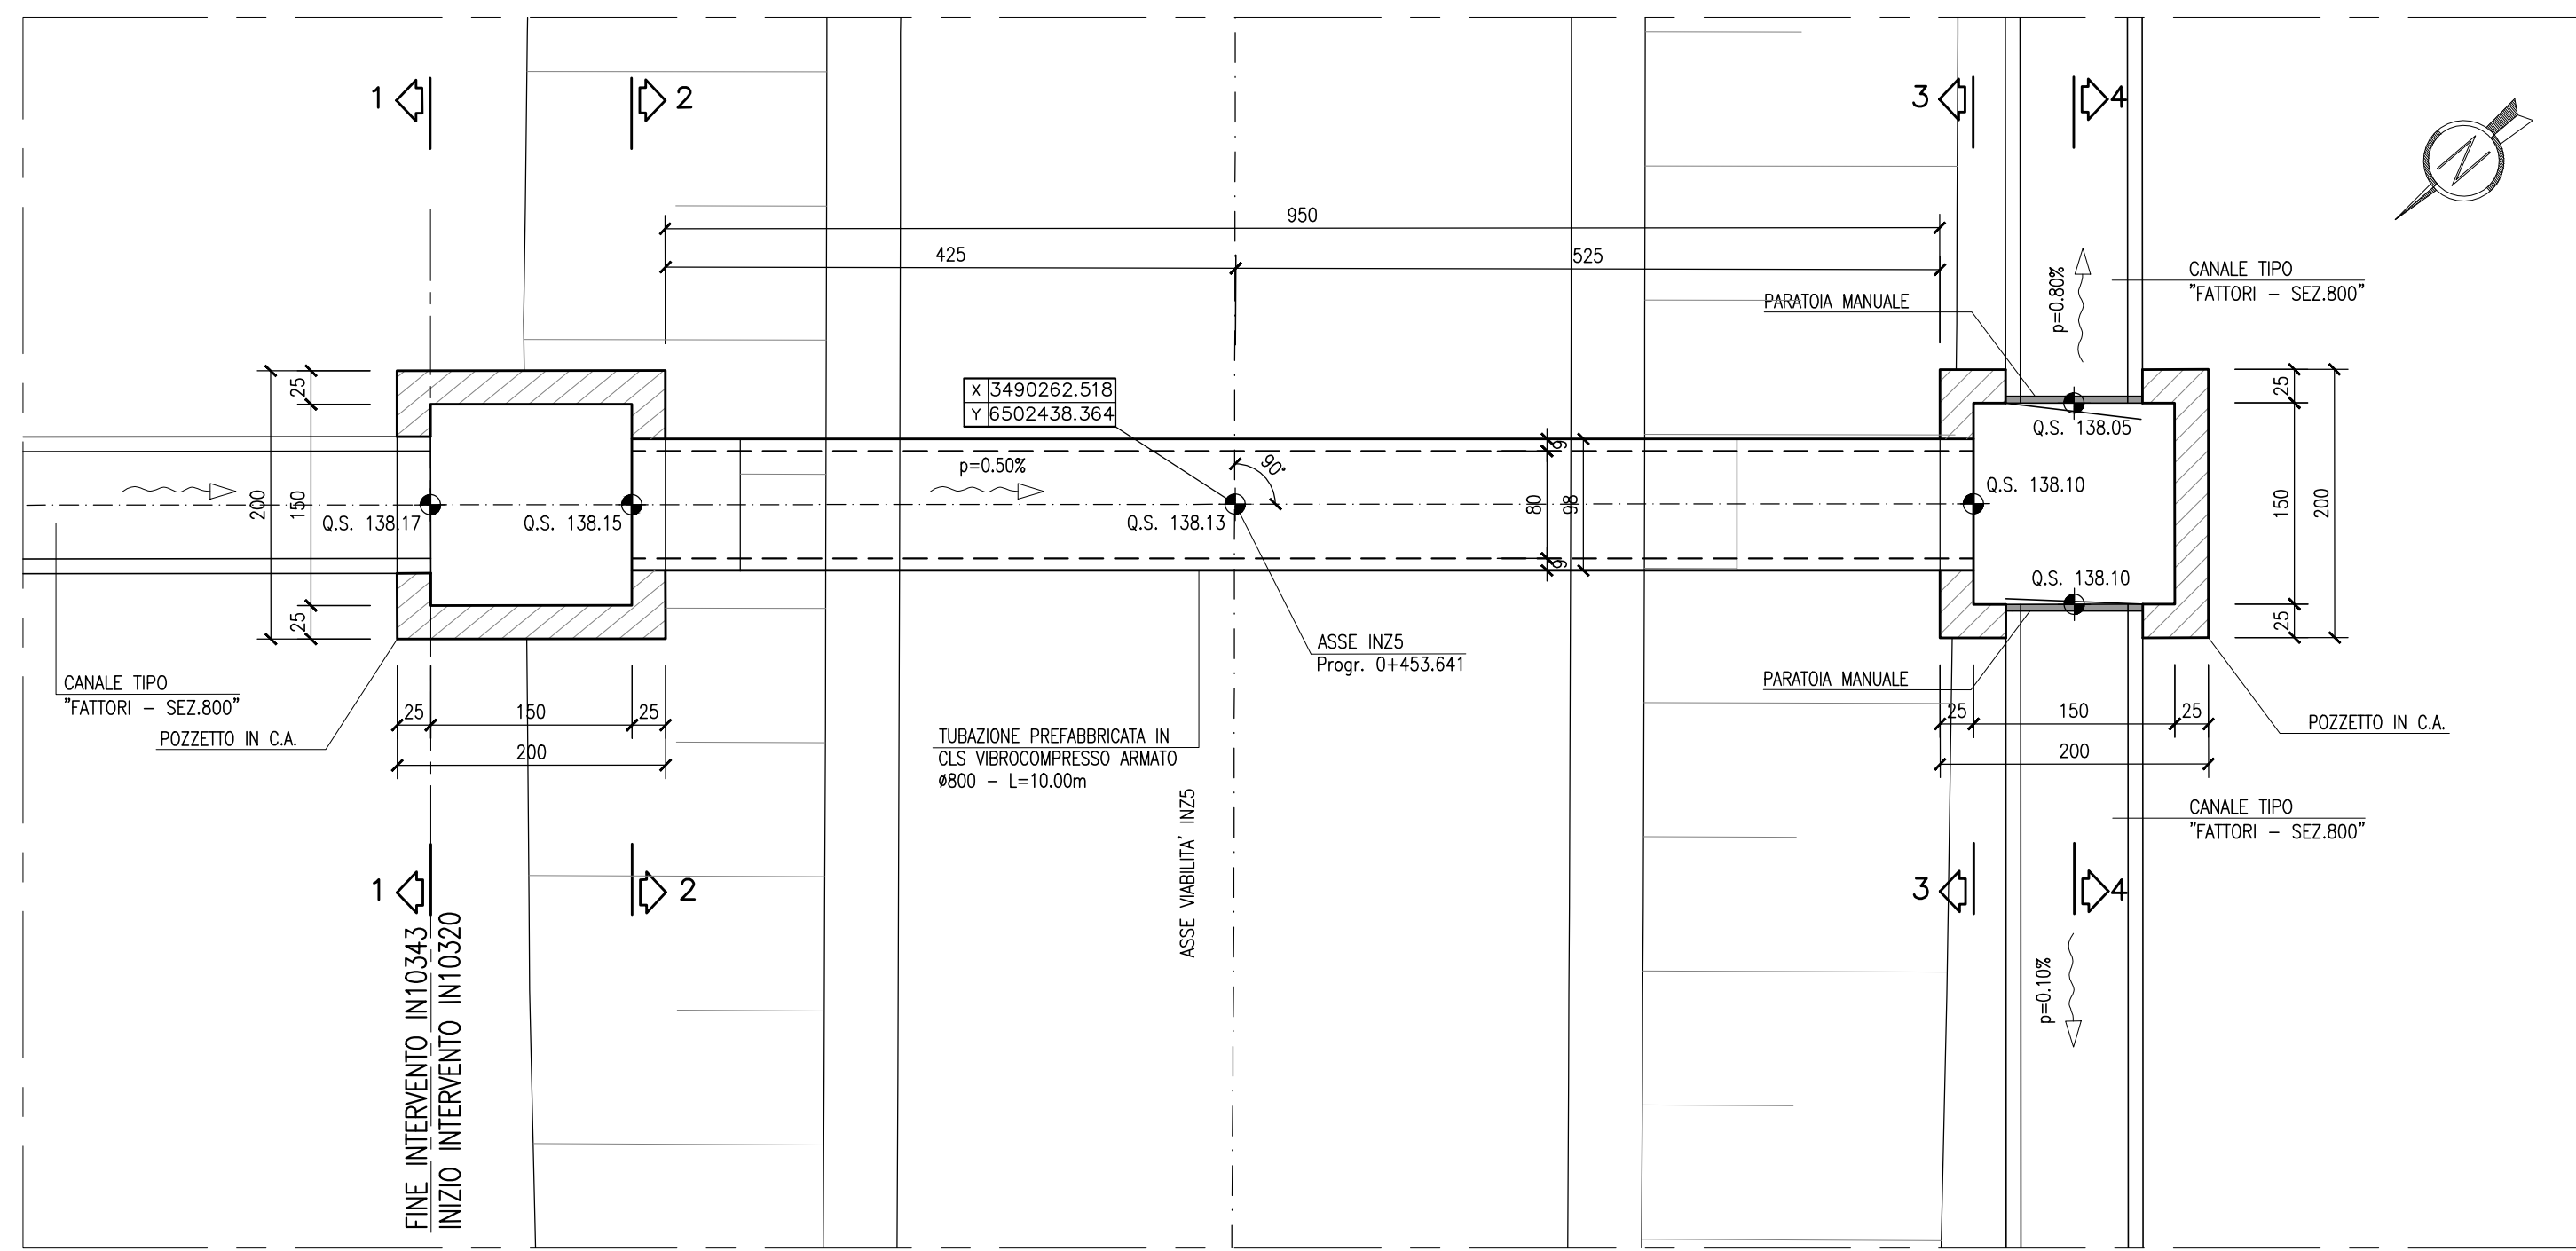 1
2
3
4
N
950
425
525
CANALE TIPO
"FATTORI - SEZ.800"
p=0.80%
PARATOIA MANUALE
X 3490262.518
Y 6502438.364
25
200
150
25
p=0.50%
90°
9
80
98
9
Q.S. 138.17
Q.S. 138.15
Q.S. 138.13
Q.S. 138.05
Q.S. 138.10
Q.S. 138.10
25
150
200
25
ASSE INZ5
Progr. 0+453.641
CANALE TIPO
"FATTORI - SEZ.800"
POZZETTO IN C.A.
25
150
25
200
TUBAZIONE PREFABBRICATA IN
CLS VIBROCOMPRESSO ARMATO
ø800 - L=10.00m
ASSE VIABILITA' INZ5
PARATOIA MANUALE
25
150
25
200
POZZETTO IN C.A.
CANALE TIPO
"FATTORI - SEZ.800"
1
2
3
4
p=0.10%
FINE INTERVENTO IN10343
INIZIO INTERVENTO IN10320